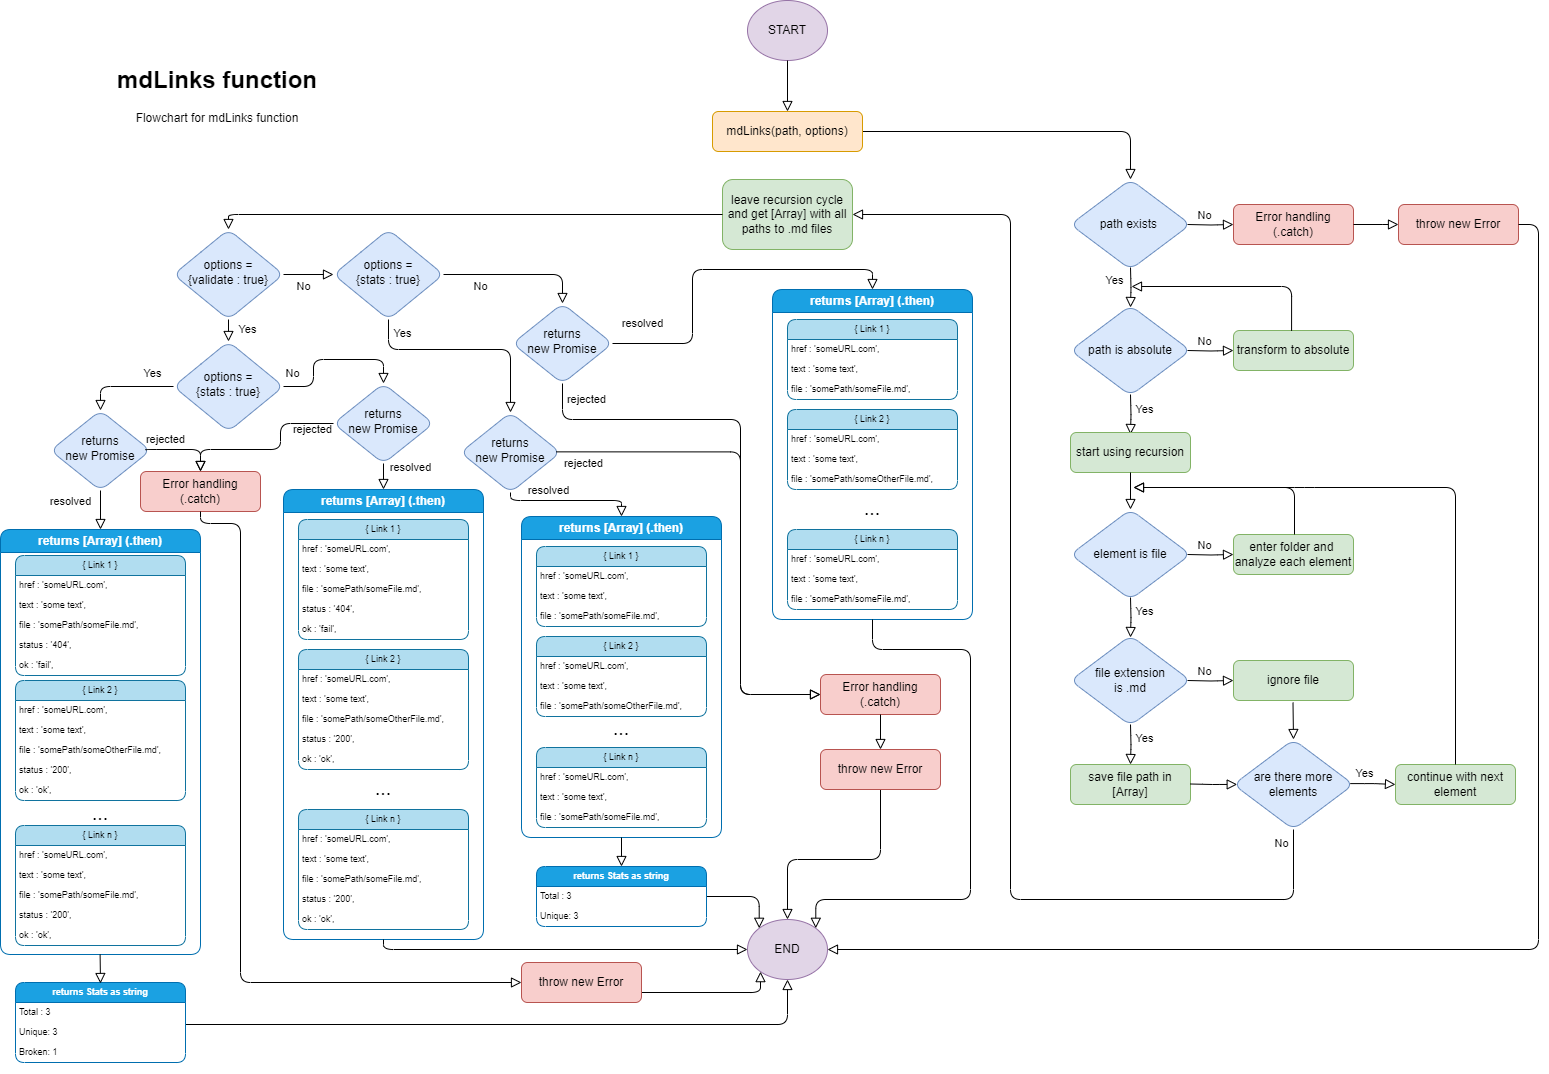 START
mdLinks function
Flowchart for mdLinks function
mdLinks(path, options)
leave recursion cycle
and get [Array] with all
paths to .md files
path exists
No
Error handling
(.catch)
throw new Error
Yes
path is absolute
No
transform to absolute
Yes
start using recursion
element is file
No
enter folder and
analyze each element
Yes
file extension
is .md
No
ignore file
Yes
save file path in
[Array]
are there more
elements
Yes
continue with next
element
No
options =
{validate : true}
No
options =
{stats : true}
No
Yes
Yes
options =
{stats : true}
Yes
No
returns
new Promise
resolved
rejected
returns
new Promise
rejected
resolved
returns
new Promise
rejected
resolved
returns
new Promise
rejected
resolved
Error handling
(.catch)
returns [Array] (.then)
{ Link 1 }
href : 'someURL.com',
text : 'some text',
file : 'somePath/someFile.md',
status : '404',
ok : 'fail',
{ Link 2 }
href : 'someURL.com',
text : 'some text',
file : 'somePath/someOtherFile.md',
status : '200',
ok : 'ok',
...
{ Link n }
href : 'someURL.com',
text : 'some text',
file : 'somePath/someFile.md',
status : '200',
ok : 'ok',
returns Stats as string
Total : 3
Unique: 3
Broken: 1
returns [Array] (.then)
{ Link 1 }
href : 'someURL.com',
text : 'some text',
file : 'somePath/someFile.md',
status : '404',
ok : 'fail',
{ Link 2 }
href : 'someURL.com',
text : 'some text',
file : 'somePath/someOtherFile.md',
status : '200',
ok : 'ok',
...
{ Link n }
href : 'someURL.com',
text : 'some text',
file : 'somePath/someFile.md',
status : '200',
ok : 'ok',
returns [Array] (.then)
{ Link 1 }
href : 'someURL.com',
text : 'some text',
file : 'somePath/someFile.md',
{ Link 2 }
href : 'someURL.com',
text : 'some text',
file : 'somePath/someOtherFile.md',
...
{ Link n }
href : 'someURL.com',
text : 'some text',
file : 'somePath/someFile.md',
returns Stats as string
Total : 3
Unique: 3
returns [Array] (.then)
{ Link 1 }
href : 'someURL.com',
text : 'some text',
file : 'somePath/someFile.md',
{ Link 2 }
href : 'someURL.com',
text : 'some text',
file : 'somePath/someOtherFile.md',
...
{ Link n }
href : 'someURL.com',
text : 'some text',
file : 'somePath/someFile.md',
Error handling
(.catch)
throw new Error
END
throw new Error